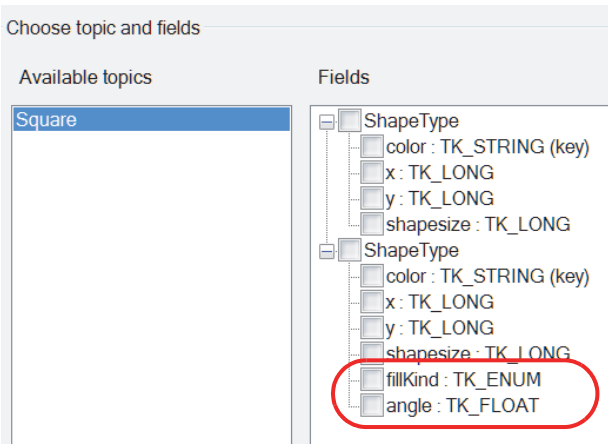 Choose topic and fields
Available topics
Fields
Square
ShapeType
color : TK_STRING (key)
x : TK_LONG
y : TK_LONG
shapesize : TK_LONG
ShapeType
color : TK_STRING (key)
x : TK_LONG
y : TK_LONG
shapesize : TK_LONG
fillKind : TK_ENUM
angle : TK_FLOAT